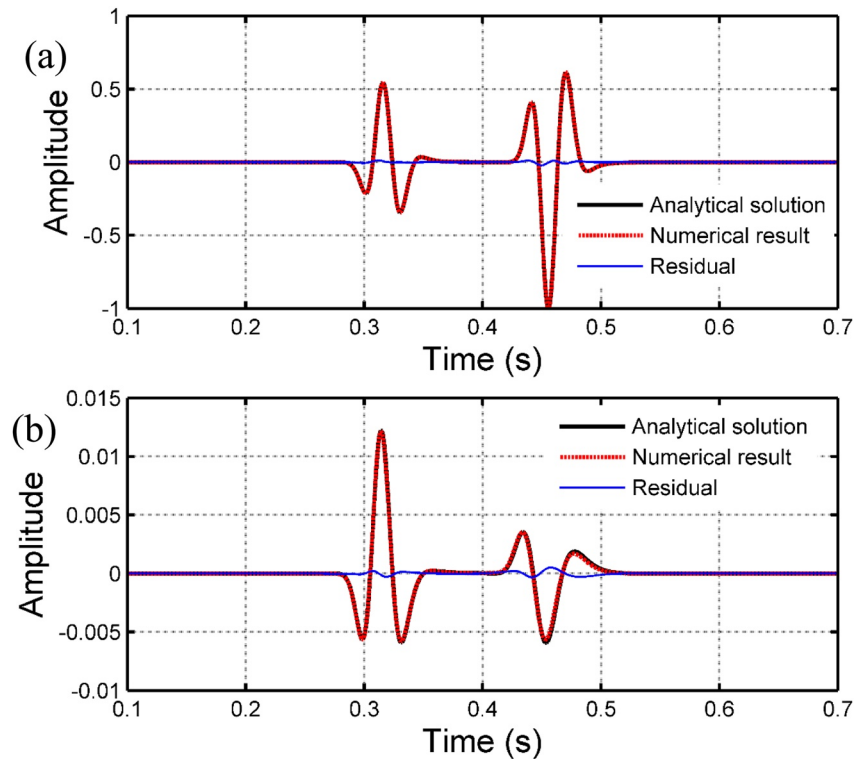 (a)
Amplitude
1
0.5
0
-0.5
-1
Analytical solution
Numerical result
Residual
0.1 0.2 0.3 0.4 0.5 0.6 0.7
Time (s)
(b)
Amplitude
0.015
0.01
0.005
0
-0.005
-0.01
Analytical solution
Numerical result
Residual
0.1 0.2 0.3 0.4 0.5 0.6 0.7
Time (s)